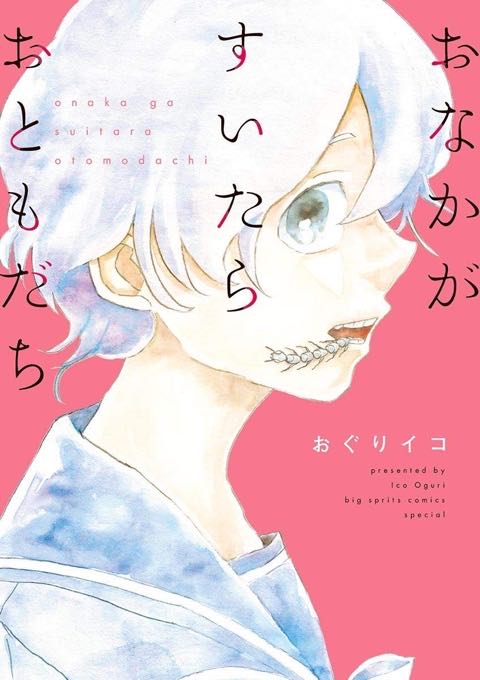 おなかが
すいたら
おともだち
onaka ga
suitara
otomodachi
おぐりイコ
presented by
Ico Oguri
big sprits comics
special